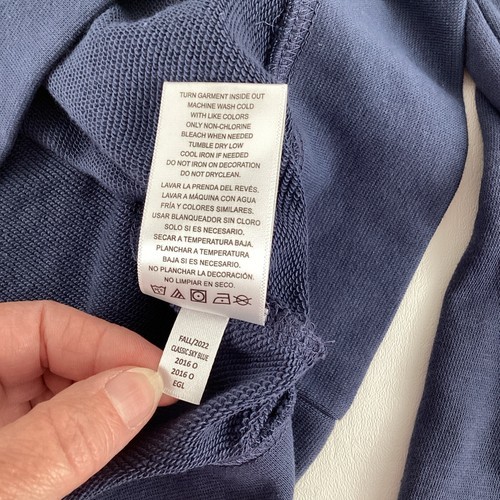 TURN GARMENT INSIDE OUT
MACHINE WASH COLD
WITH LIKE COLORS
ONLY NON-CHLORINE
BLEACH WHEN NEEDED
TUMBLE DRY LOW
COOL IRON IF NEEDED
DO NOT IRON ON DECORATION
DO NOT DRYCLEAN.
LAVAR LA PRENDA DEL REVÉS.
LAVAR A MÁQUINA CON AGUA
FRÍA Y COLORES SIMILARES.
USAR BLANQUEADOR SIN CLORO
SOLO SI ES NECESARIO.
SECAR A TEMPERATURA BAJA.
PLANCHAR A TEMPERATURA
BAJA SI ES NECESARIO.
NO PLANCHAR LA DECORACIÓN.
NO LIMPIAR EN SECO.
FALL/2022
CLASSIC SKY BLUE
2016 O
2016 O
EGL